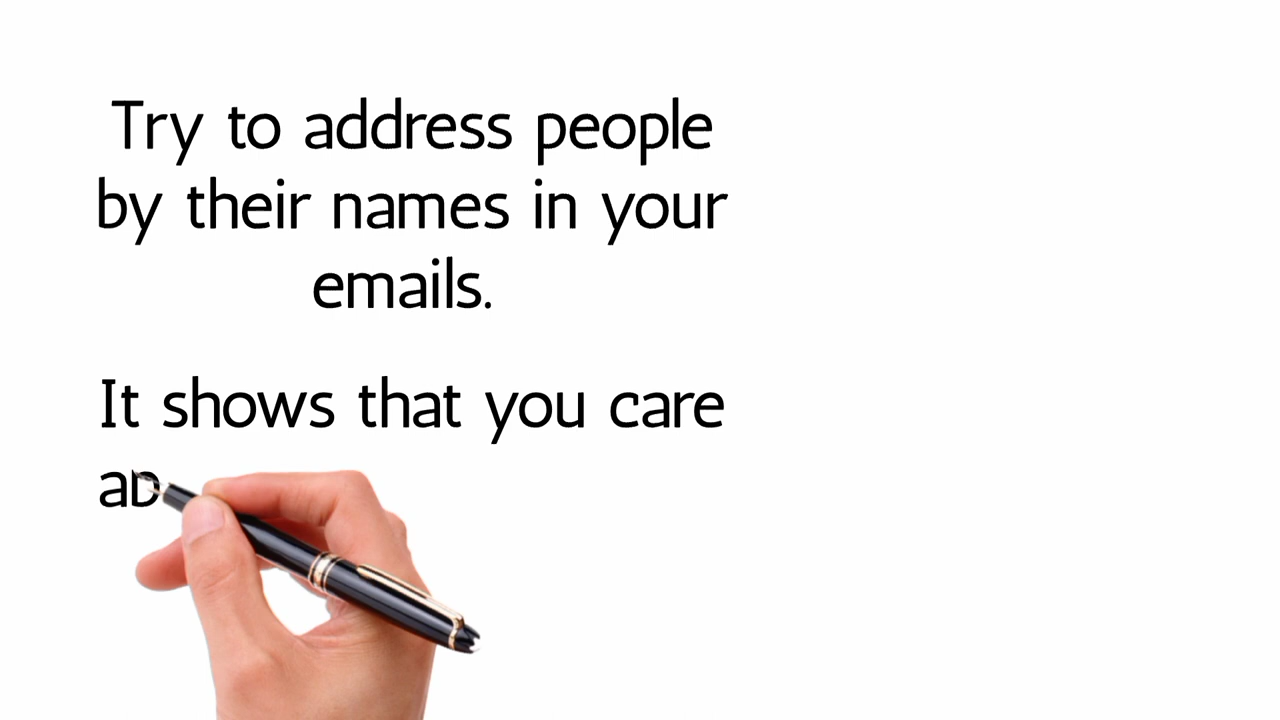 Try to address people
by their names in your
emails.
It shows that you care